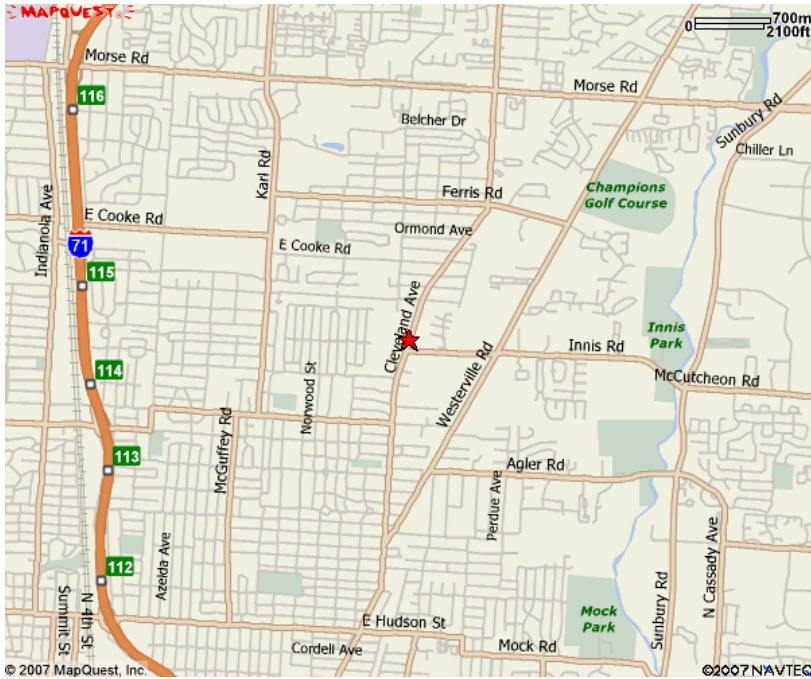 MAPQUEST
0 700m
2100ft
Morse Rd
Morse Rd
116
Belcher Dr
Sunbury Rd
Chiller Ln
Karl Rd
Ferris Rd
Champions
Golf Course
Indianola Ave
E Cooke Rd
Ormond Ave
71
E Cooke Rd
115
Cleveland Ave
Innis
Park
Innis Rd
114
Norwood St
Westerville Rd
McCutcheon Rd
McGuffey Rd
113
Agler Rd
Perdue Ave
Azelda Ave
112
N Cassady Ave
Summit St
N 4th St
E Hudson St
Mock
Park
Sunbury Rd
Cordell Ave
Mock Rd
© 2007 MapQuest, Inc.
©2007 NAVTEQ